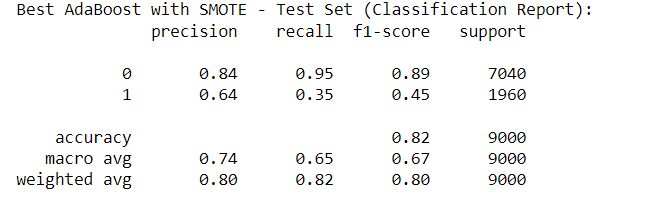 Best AdaBoost with SMOTE - Test Set (Classification Report):
precision recall f1-score support
0 0.84 0.95 0.89 7040
1 0.64 0.35 0.45 1960
accuracy 0.82 9000
macro avg 0.74 0.65 0.67 9000
weighted avg 0.80 0.82 0.80 9000